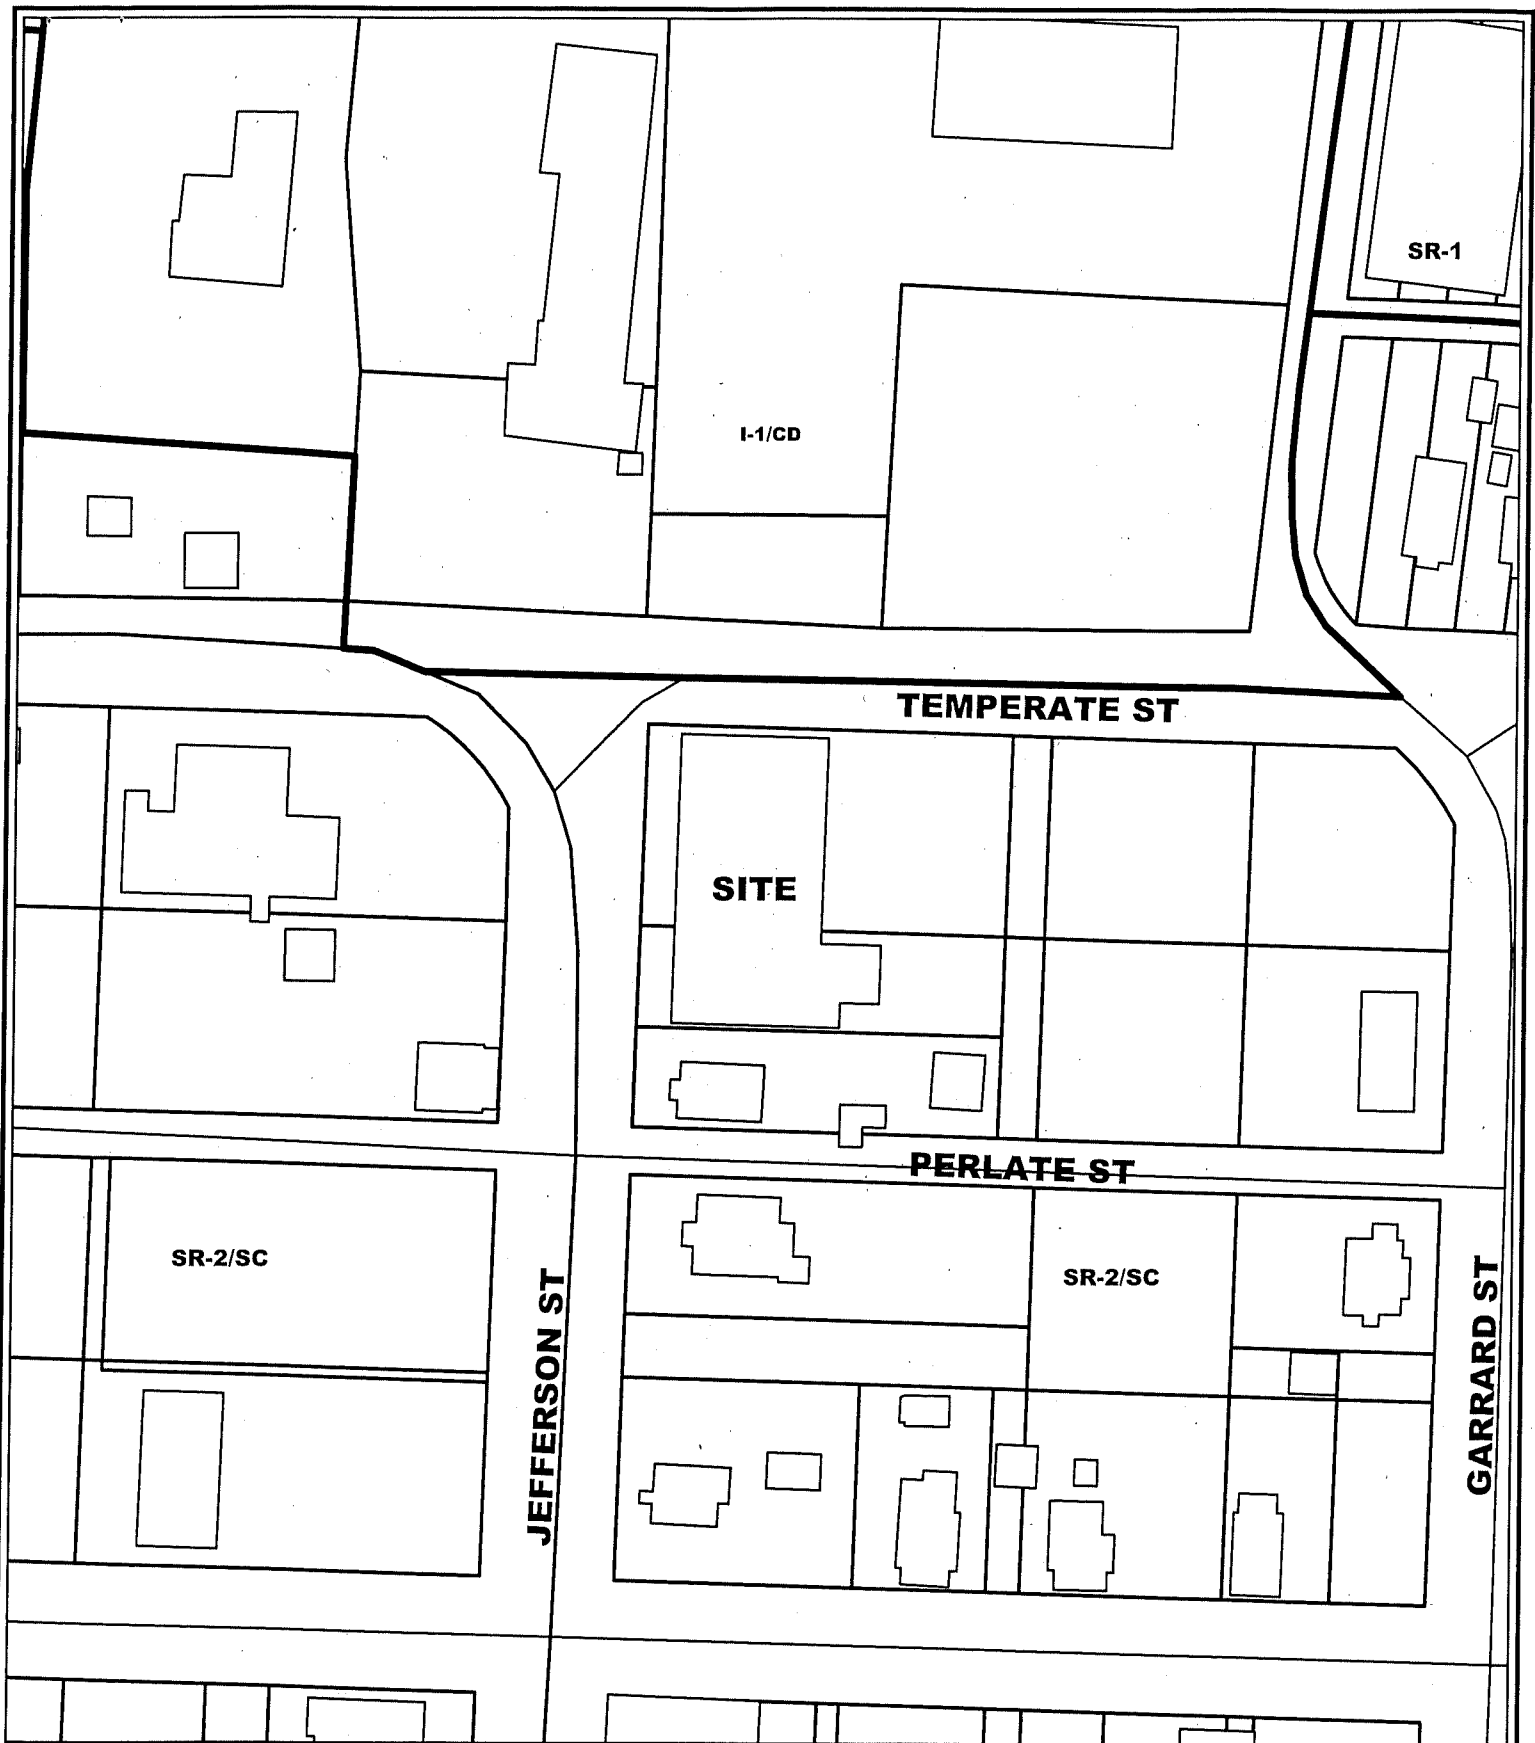 SR-1
I-1/CD
TEMPERATE ST
SITE
PERLATE ST
SR-2/SC
SR-2/SC
JEFFERSON ST
GARRARD ST